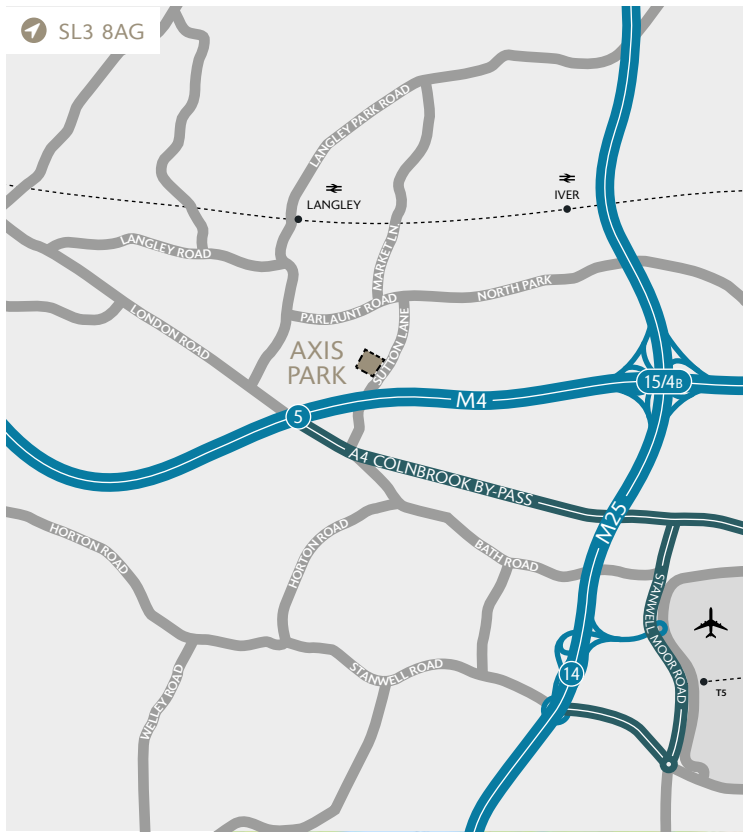 SL3 8AG
LANGLEY PARK ROAD
LANGLEY
IVER
LANGLEY ROAD
MARKET LN
NORTH PARK
PARLAUNT ROAD
LONDON ROAD
SUTTON LANE
AXIS
PARK
15/4B
M4
5
A4 COLNBROOK BY-PASS
M25
HORTON ROAD
HORTON ROAD
BATH ROAD
STANWELL MOOR ROAD
STANWELL ROAD
14
WELLEY ROAD
T5